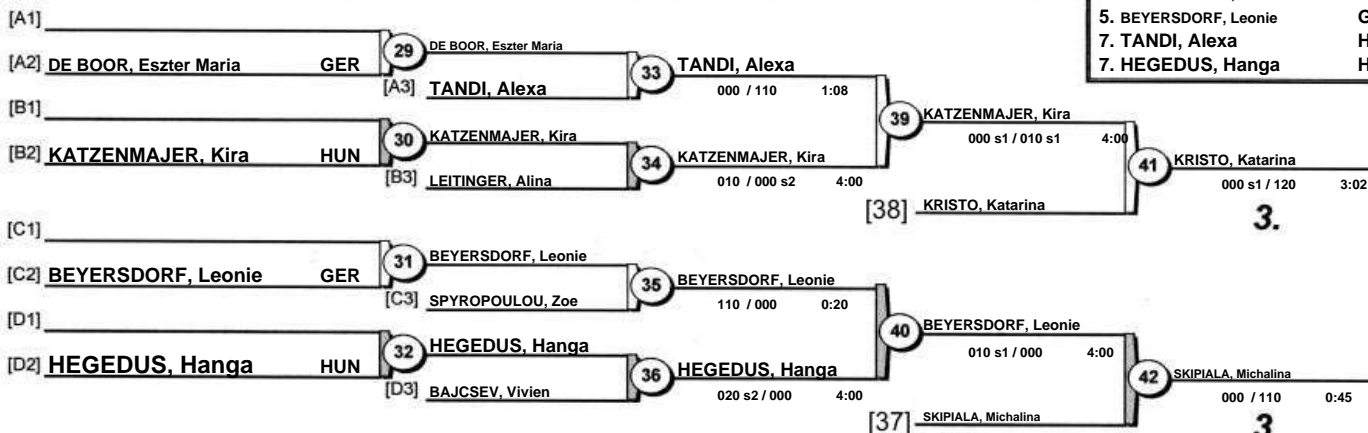 5. BEYERSDORF, Leonie G
7. TANDI, Alexa H
7. HEGEDUS, Hanga H
[A1]
[A2] DE BOOR, Eszter Maria GER
29 DE BOOR, Eszter Maria
[A3] TANDI, Alexa
33 TANDI, Alexa
000 / 110 1:08
[B1]
[B2] KATZENMAJER, Kira HUN
30 KATZENMAJER, Kira
[B3] LEITINGER, Alina
34 KATZENMAJER, Kira
010 / 000 s2 4:00
39 KATZENMAJER, Kira
000 s1 / 010 s1 4:00
[38] KRISTO, Katarina
41 KRISTO, Katarina
000 s1 / 120 3:02
3.
[C1]
[C2] BEYERSDORF, Leonie GER
31 BEYERSDORF, Leonie
[C3] SPYROPOULOU, Zoe
35 BEYERSDORF, Leonie
110 / 000 0:20
[D1]
[D2] HEGEDUS, Hanga HUN
32 HEGEDUS, Hanga
[D3] BAJCSEV, Vivien
36 HEGEDUS, Hanga
020 s2 / 000 4:00
40 BEYERSDORF, Leonie
010 s1 / 000 4:00
[37] SKIPIALA, Michalina
42 SKIPIALA, Michalina
000 / 110 0:45
3